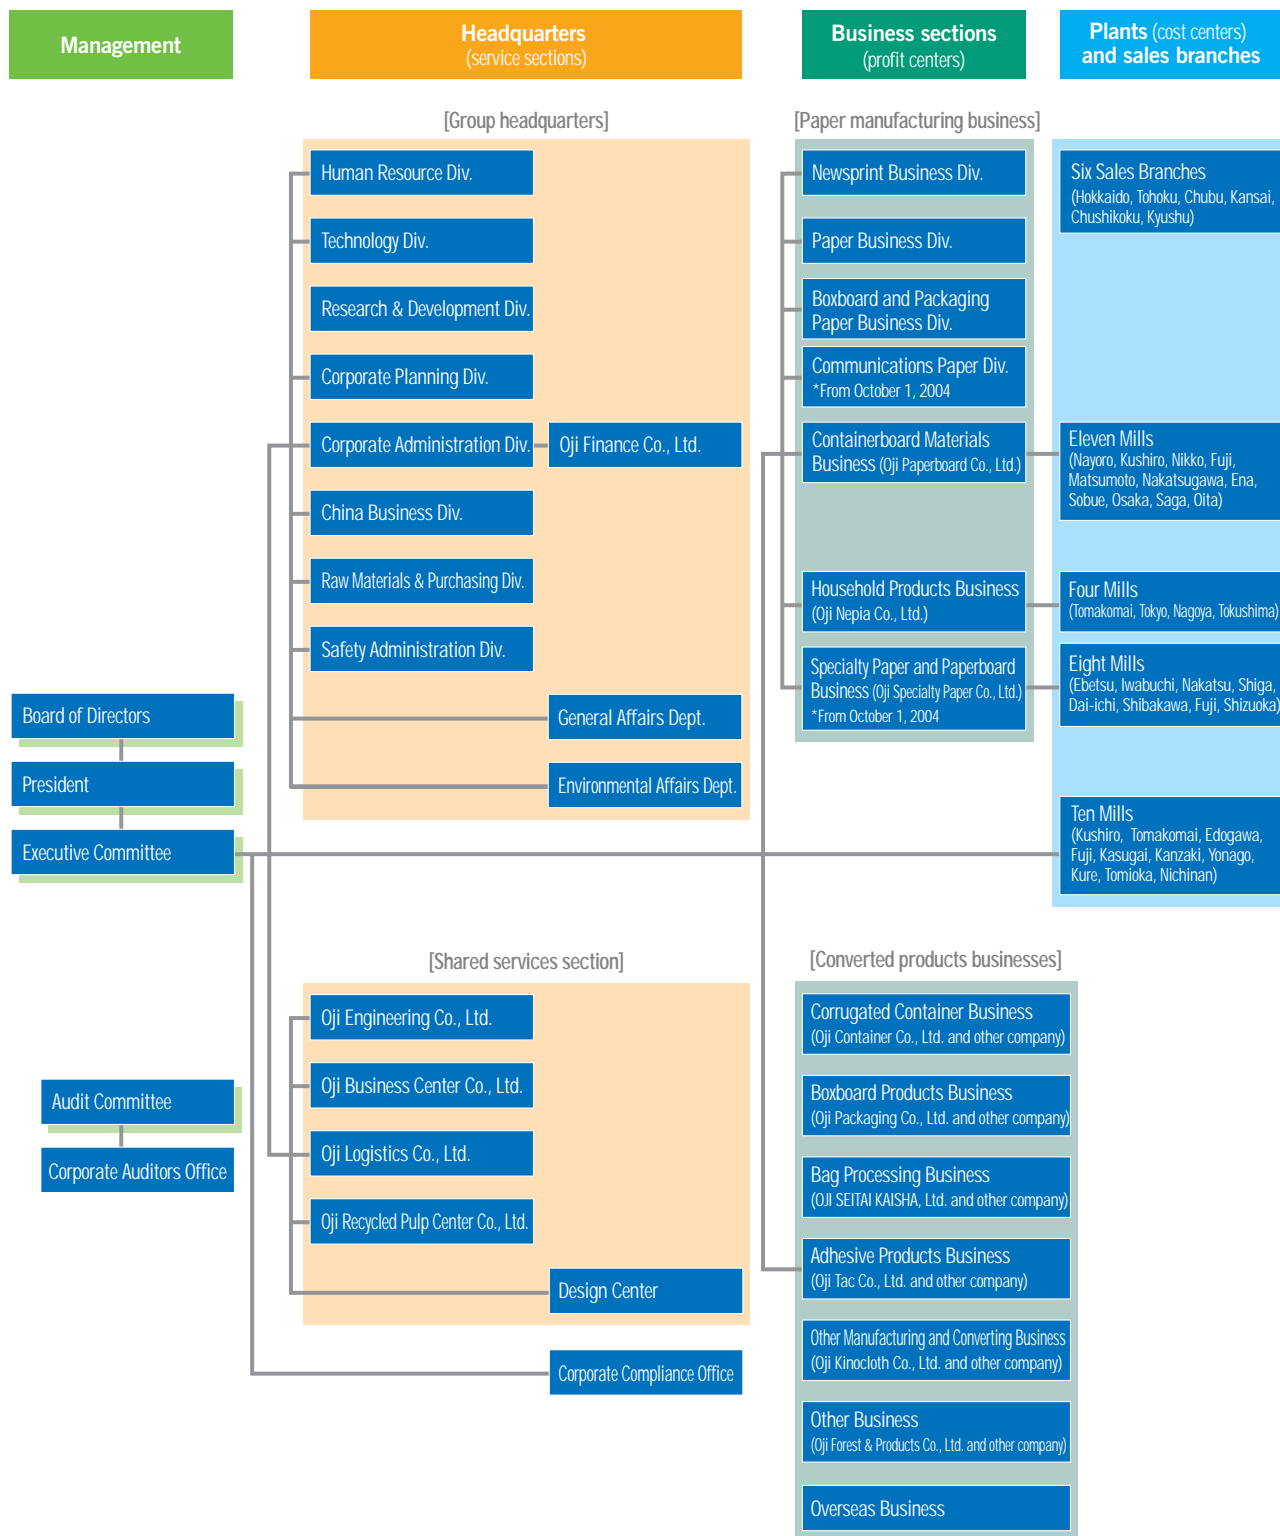 Management
Headquarters
(service sections)
Business sections
(profit centers)
Plants (cost centers)
and sales branches
[Group headquarters]
Human Resource Div.
Technology Div.
Research & Development Div.
Corporate Planning Div.
Corporate Administration Div.
Oji Finance Co., Ltd.
China Business Div.
Raw Materials & Purchasing Div.
Safety Administration Div.
General Affairs Dept.
Environmental Affairs Dept.
[Paper manufacturing business]
Newsprint Business Div.
Paper Business Div.
Boxboard and Packaging
Paper Business Div.
Communications Paper Div.
*From October 1, 2004
Containerboard Materials
Business (Oji Paperboard Co., Ltd.)
Household Products Business
(Oji Nepia Co., Ltd.)
Specialty Paper and Paperboard
Business (Oji Specialty Paper Co., Ltd.)
*From October 1, 2004
Six Sales Branches
(Hokkaido, Tohoku, Chubu, Kansai,
Chushikoku, Kyushu)
Eleven Mills
(Nayoro, Kushiro, Nikko, Fuji,
Matsumoto, Nakatsugawa, Ena,
Sobue, Osaka, Saga, Oita)
Four Mills
(Tomakomai, Tokyo, Nagoya, Tokushima)
Eight Mills
(Ebetsu, Iwabuchi, Nakatsu, Shiga,
Dai-ichi, Shibakawa, Fuji, Shizuoka)
Ten Mills
(Kushiro, Tomakomai, Edogawa,
Fuji, Kasugai, Kanzaki, Yonago,
Kure, Tomioka, Nichinan)
Board of Directors
President
Executive Committee
Audit Committee
Corporate Auditors Office
[Shared services section]
Oji Engineering Co., Ltd.
Oji Business Center Co., Ltd.
Oji Logistics Co., Ltd.
Oji Recycled Pulp Center Co., Ltd.
Design Center
Corporate Compliance Office
[Converted products businesses]
Corrugated Container Business
(Oji Container Co., Ltd. and other company)
Boxboard Products Business
(Oji Packaging Co., Ltd. and other company)
Bag Processing Business
(OJI SEITAI KAISHA, Ltd. and other company)
Adhesive Products Business
(Oji Tac Co., Ltd. and other company)
Other Manufacturing and Converting Business
(Oji Kinocloth Co., Ltd. and other company)
Other Business
(Oji Forest & Products Co., Ltd. and other company)
Overseas Business